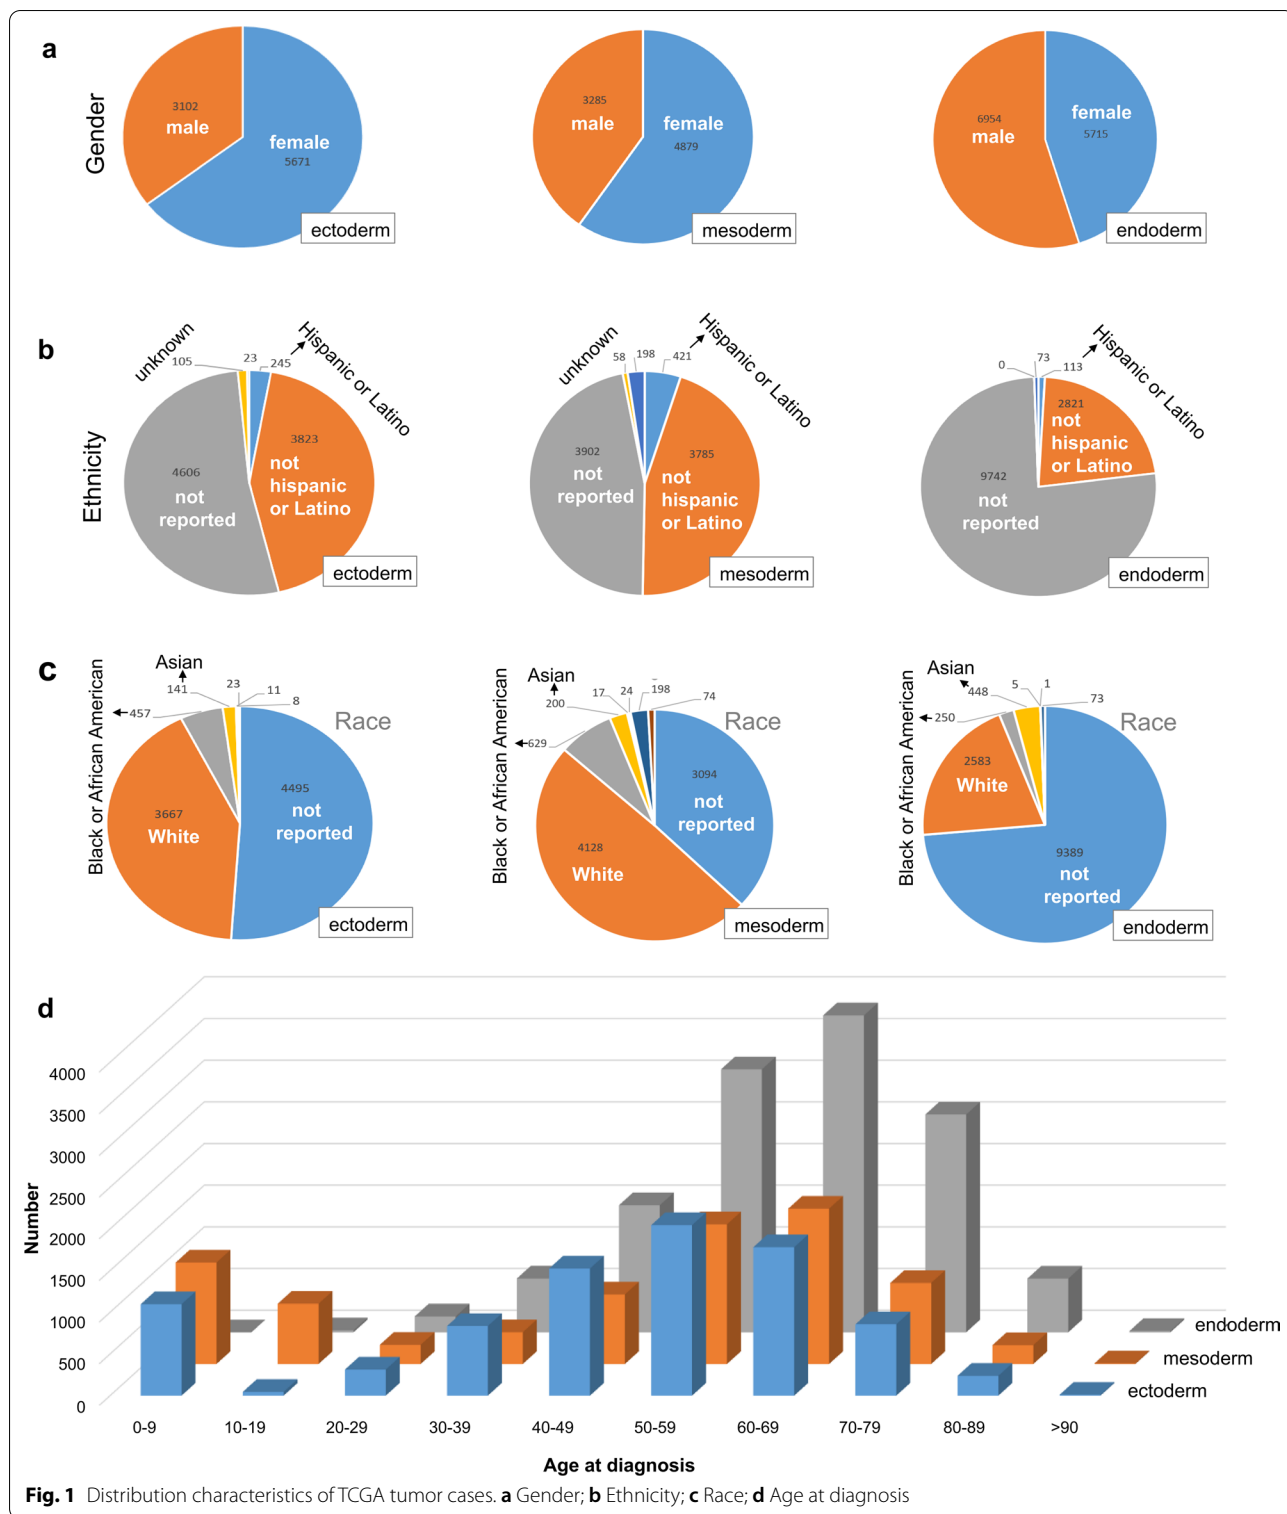 a
Gender
3102
male
female
5671
ectoderm
3285
male
female
4879
mesoderm
6954
male
female
5715
endoderm
b
Ethnicity
unknown
105
23
245
Hispanic or Latino
3823
not
hispanic
or Latino
4606
not
reported
ectoderm
unknown
58
198
421
Hispanic or Latino
3902
not
reported
3785
not
hispanic
or Latino
mesoderm
0
73
113
Hispanic or Latino
2821
not
hispanic
or Latino
9742
not
reported
endoderm
c
Black or African American
Asian
141
23
11
8
457
Race
4495
not
reported
3667
White
ectoderm
Black or African American
Asian
200
17
24
198
74
629
Race
3094
not
reported
4128
White
mesoderm
Black or African American
Asian
448
5
1
73
250
Race
2583
White
9389
not
reported
endoderm
d
Number
4000
3500
3000
2500
2000
1500
1000
500
0
0-9
10-19
20-29
30-39
40-49
50-59
60-69
70-79
80-89
>90
endoderm
mesoderm
ectoderm
Age at diagnosis
Fig. 1 Distribution characteristics of TCGA tumor cases. a Gender; b Ethnicity; c Race; d Age at diagnosis